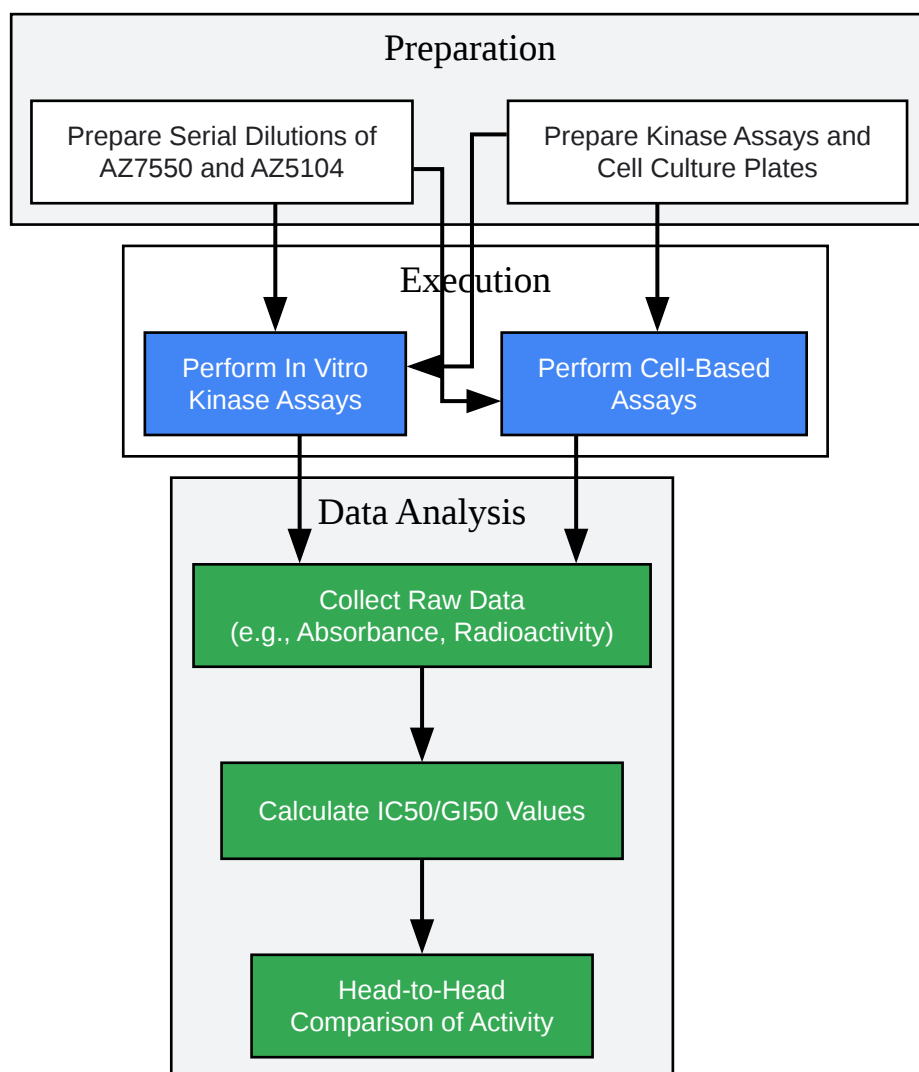 Preparation
Prepare Serial Dilutions of
AZ7550 and AZ5104
Prepare Kinase Assays and
Cell Culture Plates
Execution
Perform In Vitro
Kinase Assays
Perform Cell-Based
Assays
Data Analysis
Collect Raw Data
(e.g., Absorbance, Radioactivity)
Calculate IC50/GI50 Values
Head-to-Head
Comparison of Activity